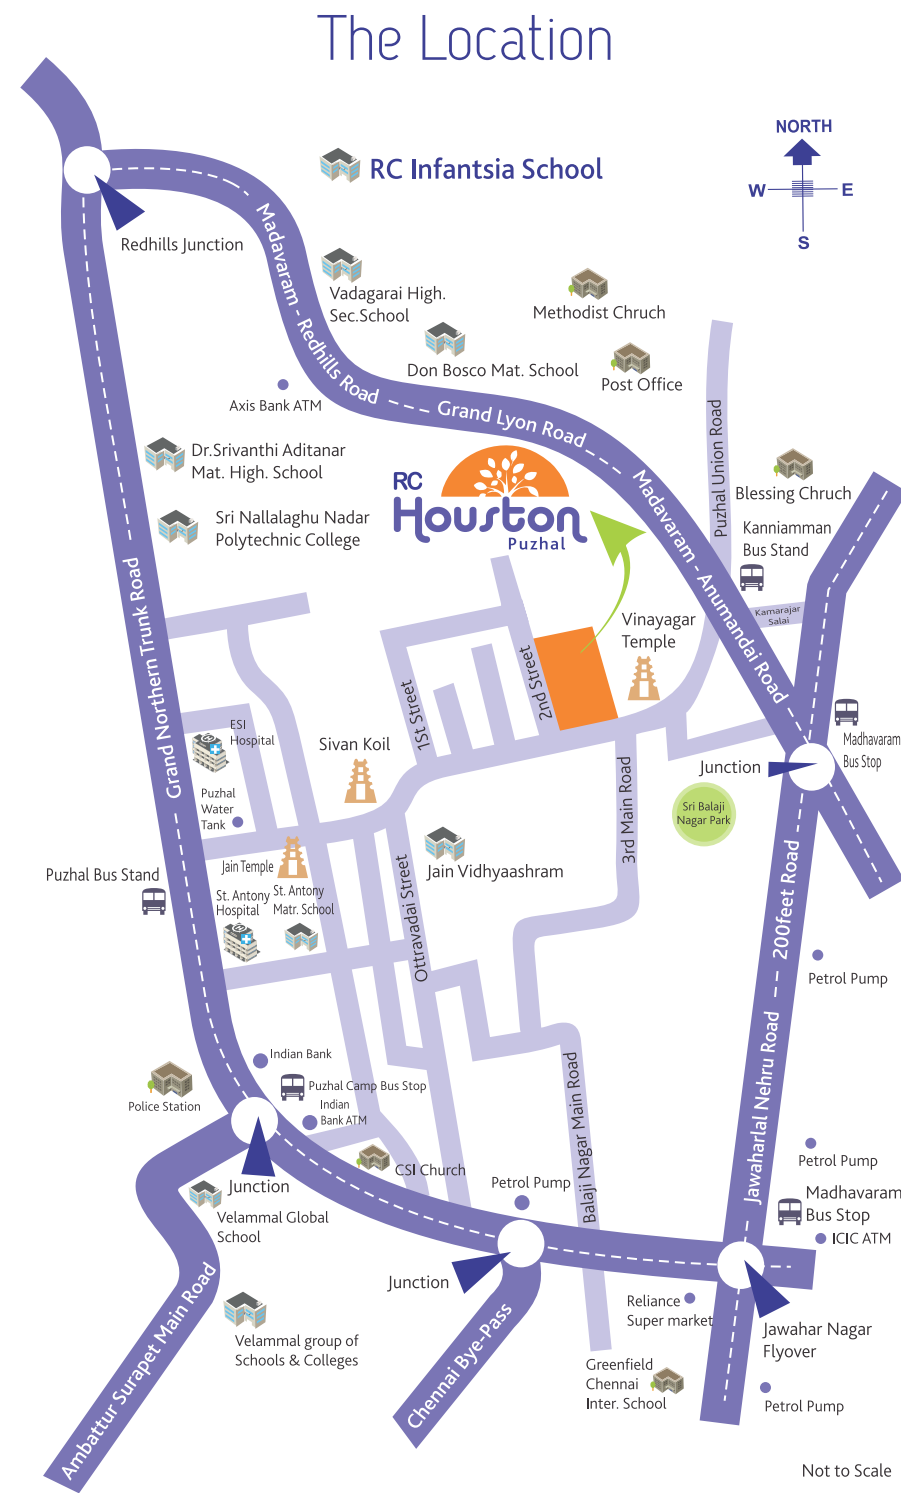 The Location
NORTH
W
E
S
RC Infantsia School
Redhills Junction
Madavaram - Redhills Road
Vadagarai High.
Sec.School
Methodist Chruch
Don Bosco Mat. School
Post Office
Axis Bank ATM
Grand Lyon Road
Puzhal Union Road
Dr.Srivanthi Aditanar
Mat. High. School
RC
Houston
Puzhal
Madavaram - Anumandai Road
Blessing Chruch
Sri Nallalaghu Nadar
Polytechnic College
Kanniamman
Bus Stand
Grand Northern Trunk Road
Kamarajar
Salai
Vinayagar
Temple
2nd Street
1St Street
ESI
Hospital
Sivan Koil
Madhavaram
Bus Stop
Junction
Puzhal
Water
Tank
3rd Main Road
Sri Balaji
Nagar Park
Jain Temple
Puzhal Bus Stand
Jain Vidhyaashram
St. Antony
Hospital
St. Antony
Matr. School
Ottravadai Street
200feet Road
Petrol Pump
Jawaharlal Nehru Road
Indian Bank
Puzhal Camp Bus Stop
Indian
Bank ATM
Police Station
Balaji Nagar Main Road
CSI Church
Petrol Pump
Junction
Petrol Pump
Madhavaram
Bus Stop
Velammal Global
School
ICIC ATM
Junction
Ambattur Surapet Main Road
Chennai Bye-Pass
Reliance
Super market
Jawahar Nagar
Flyover
Velammal group of
Schools & Colleges
Greenfield
Chennai
Inter. School
Petrol Pump
Not to Scale